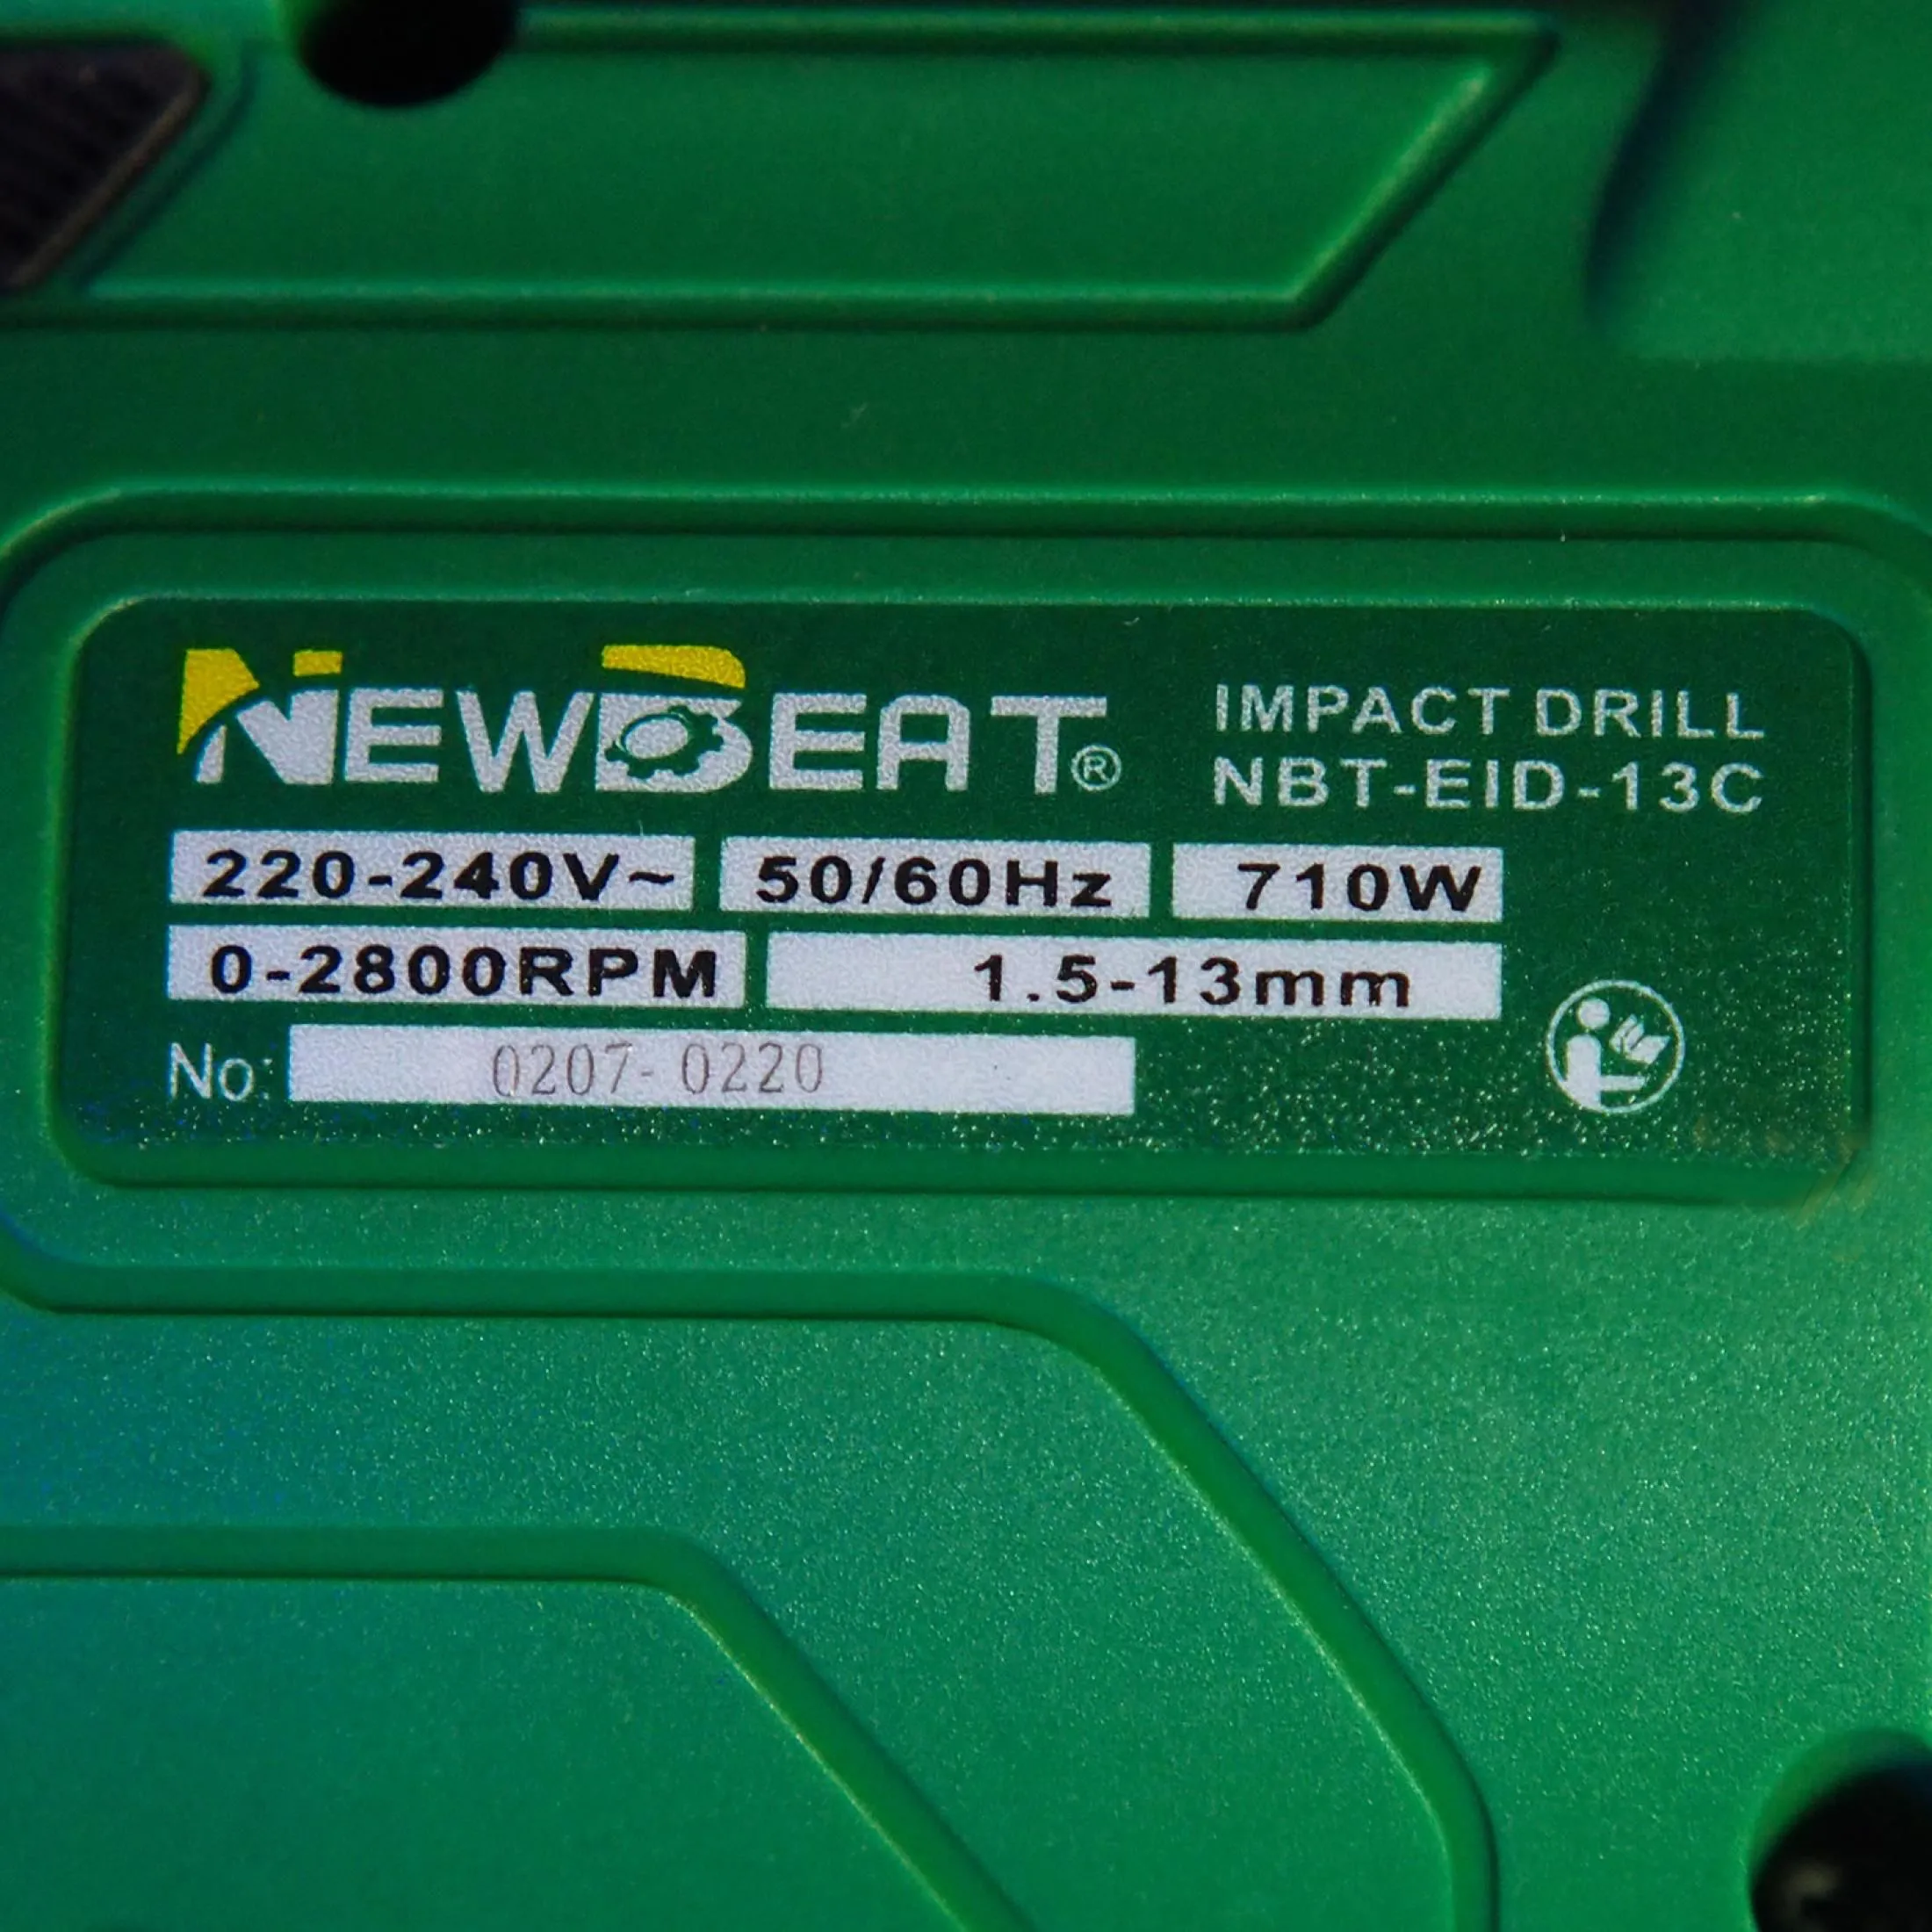 NEWBEAT®
IMPACT DRILL
NBT-EID-13C
220-240V~ 50/60Hz 710W
0-2800RPM 1.5-13mm
No: 0207-0220